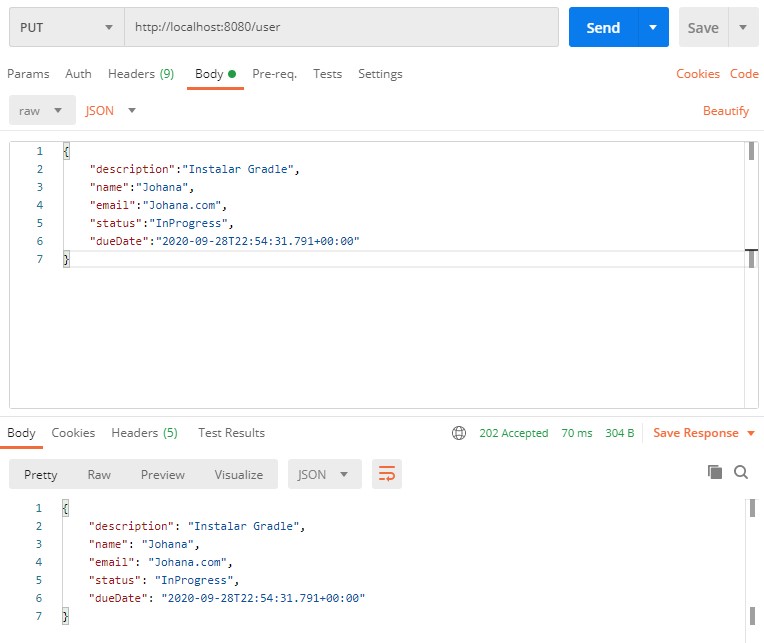 PUT http://localhost:8080/user Send Save
Params Auth Headers (9) Body Pre-req. Tests Settings Cookies Code
raw JSON Beautify
1 {
2 "description":"Instalar Gradle",
3 "name":"Johana",
4 "email":"Johana.com",
5 "status":"InProgress",
6 "dueDate":"2020-09-28T22:54:31.791+00:00"
7 }
Body Cookies Headers (5) Test Results 202 Accepted 70 ms 304 B Save Response
Pretty Raw Preview Visualize JSON
1 {
2 "description": "Instalar Gradle",
3 "name": "Johana",
4 "email": "Johana.com",
5 "status": "InProgress",
6 "dueDate": "2020-09-28T22:54:31.791+00:00"
7 }